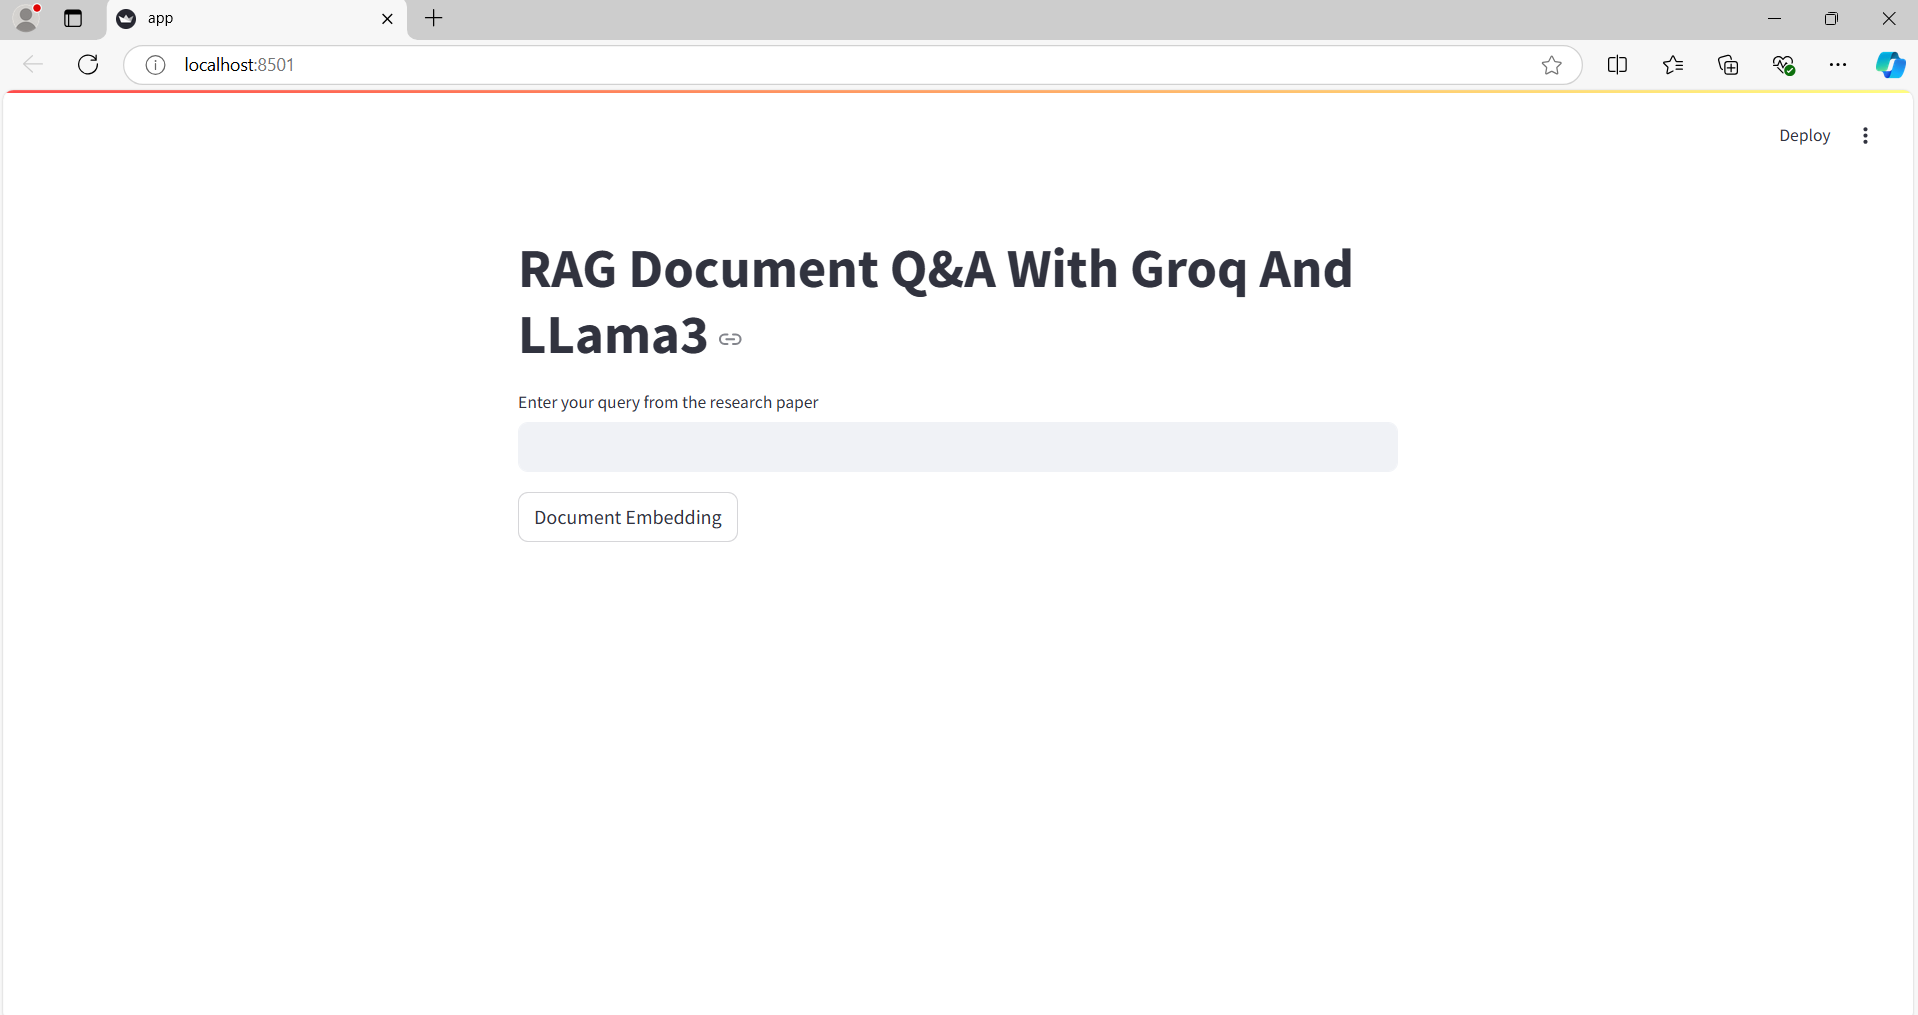 app
localhost:8501
Deploy
RAG Document Q&A With Groq And
LLama3
Enter your query from the research paper
Document Embedding